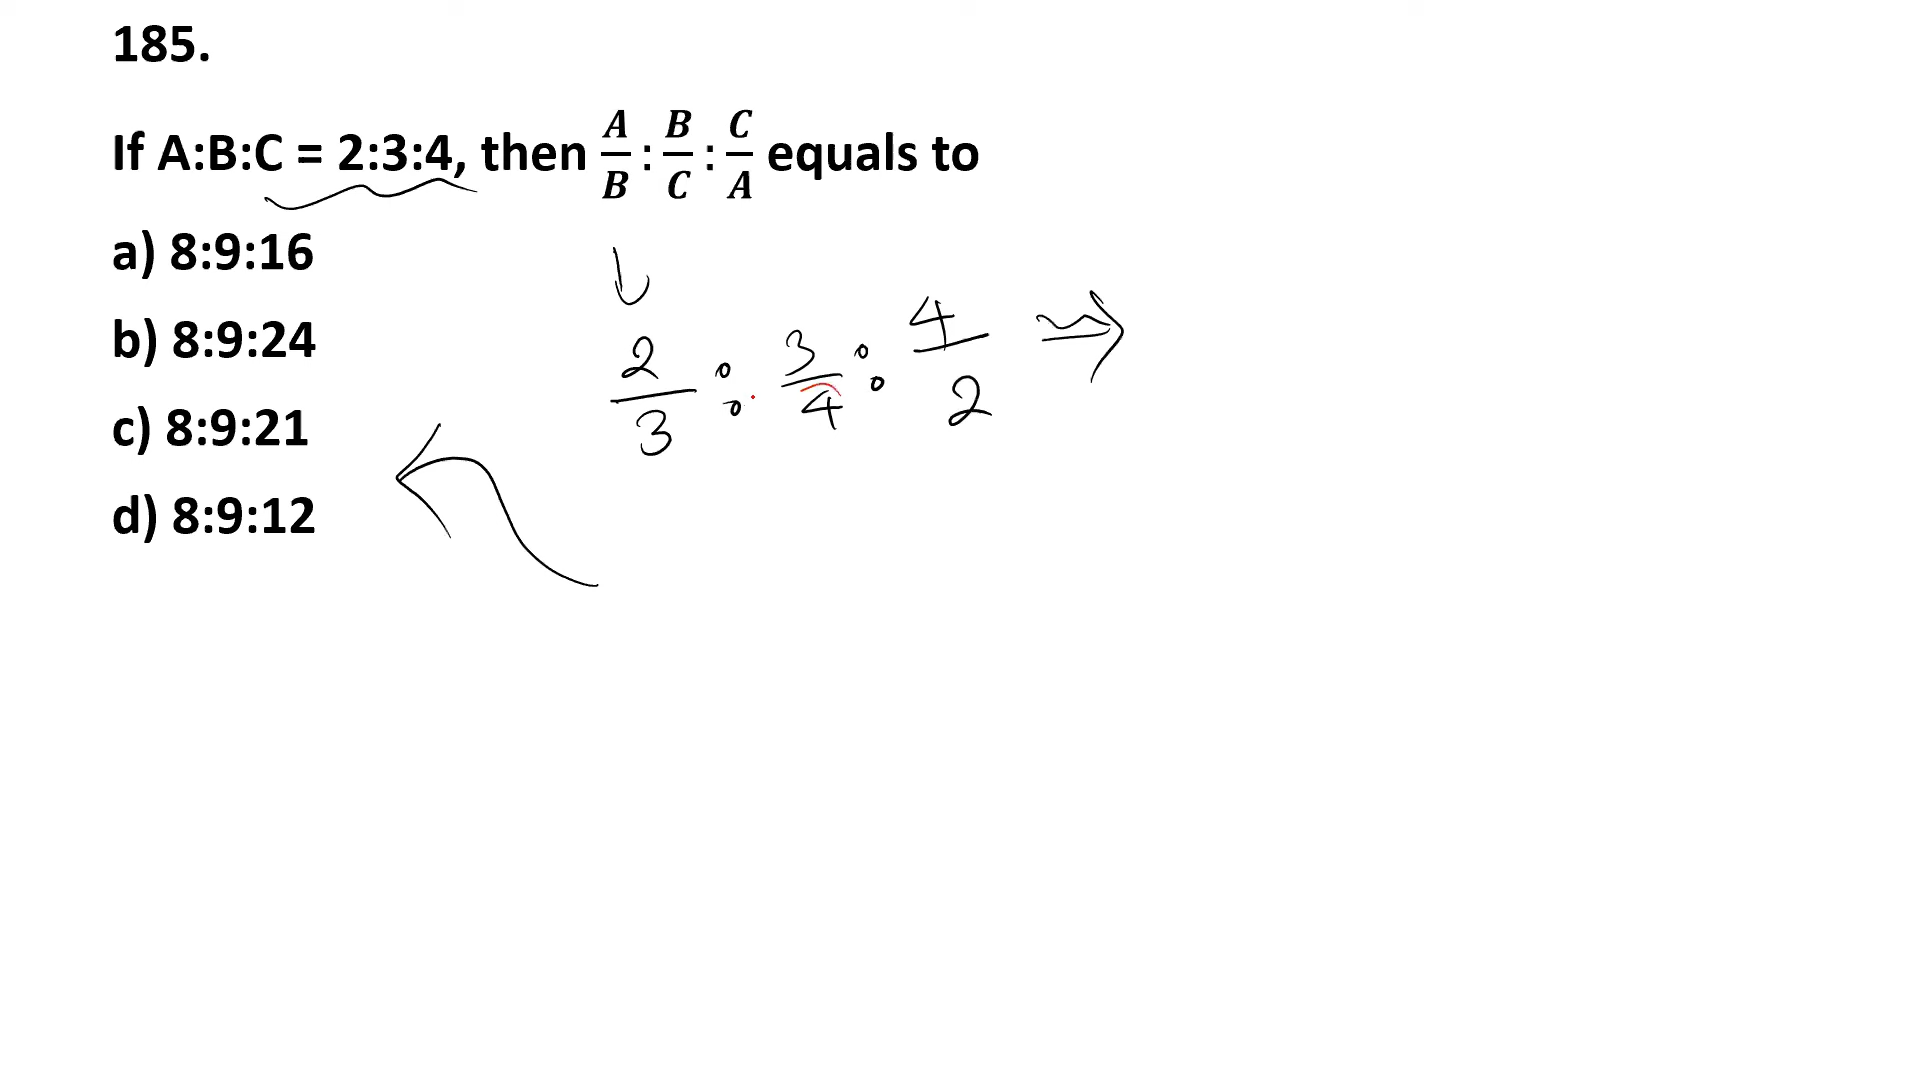 185.
If A:B:C = 2:3:4, then A/B : B/C : C/A equals to
a) 8:9:16
b) 8:9:24
c) 8:9:21
d) 8:9:12
2/3 : 3/4 : 4/2 ⇒